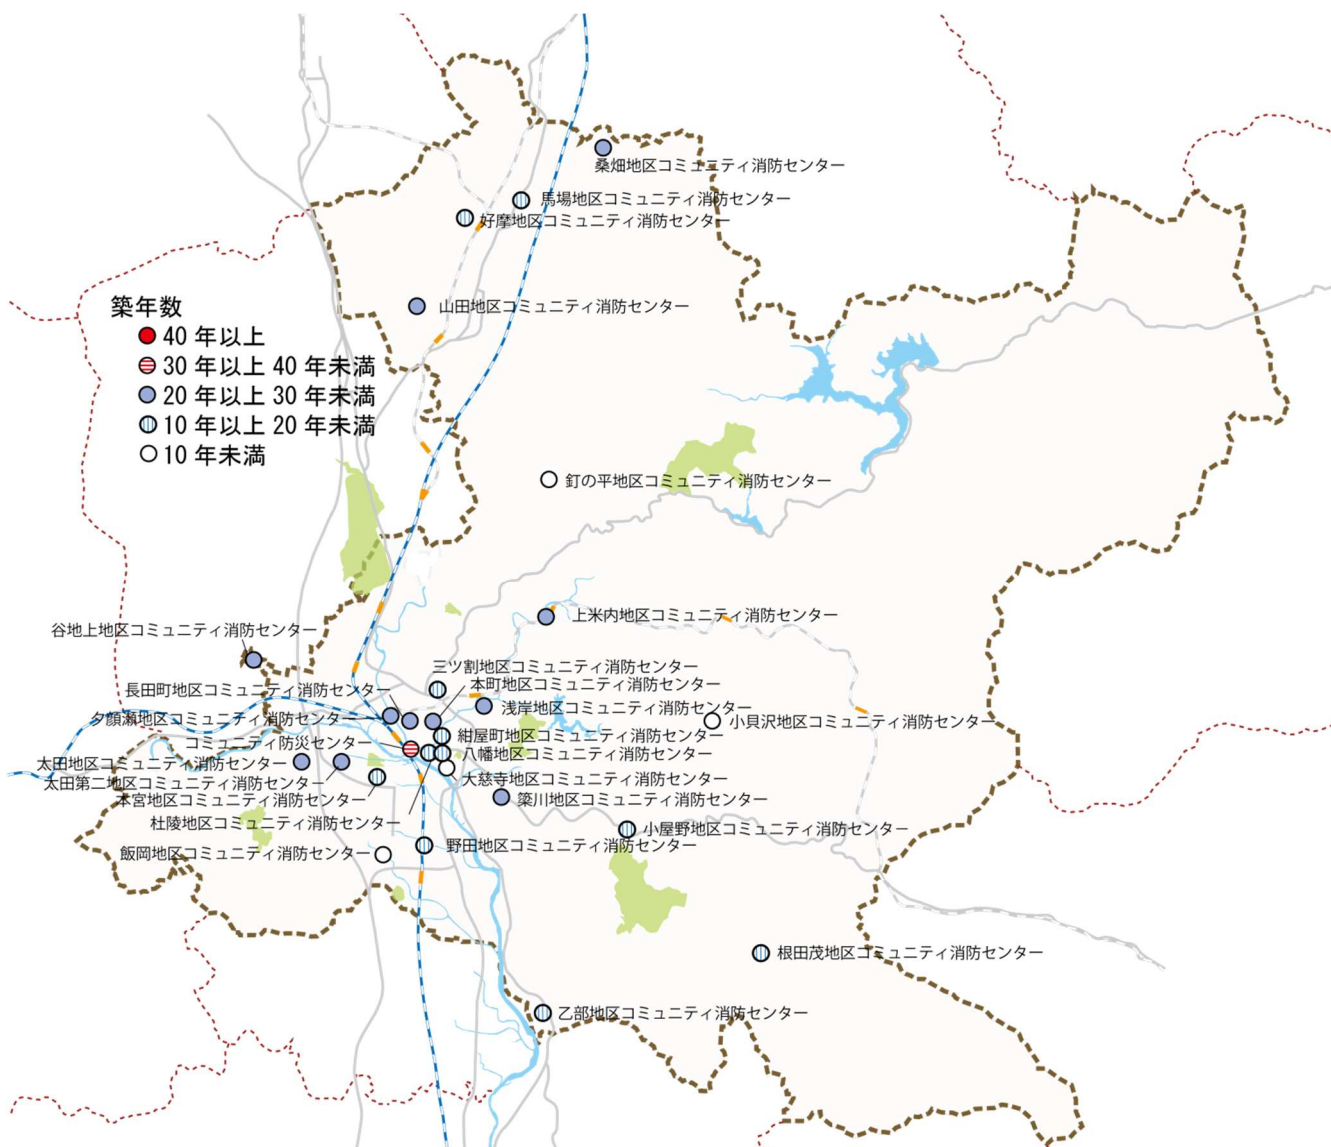 桑畑地区コミュニティ消防センター
馬場地区コミュニティ消防センター
好摩地区コミュニティ消防センター
築年数
40 年以上
30 年以上 40 年未満
20 年以上 30 年未満
10 年以上 20 年未満
10 年未満
山田地区コミュニティ消防センター
釘の平地区コミュニティ消防センター
上米内地区コミュニティ消防センター
谷地上地区コミュニティ消防センター
三ツ割地区コミュニティ消防センター
本町地区コミュニティ消防センター
長田町地区コミュニティ消防センター
浅岸地区コミュニティ消防センター
夕顔瀬地区コミュニティ消防センター
小貝沢地区コミュニティ消防センター
紺屋町地区コミュニティ消防センター
コミュニティ防災センター
八幡地区コミュニティ消防センター
太田地区コミュニティ消防センター
大慈寺地区コミュニティ消防センター
太田第二地区コミュニティ消防センター
本宮地区コミュニティ消防センター
簗川地区コミュニティ消防センター
杜陵地区コミュニティ消防センター
小屋野地区コミュニティ消防センター
野田地区コミュニティ消防センター
飯岡地区コミュニティ消防センター
根田茂地区コミュニティ消防センター
乙部地区コミュニティ消防センター